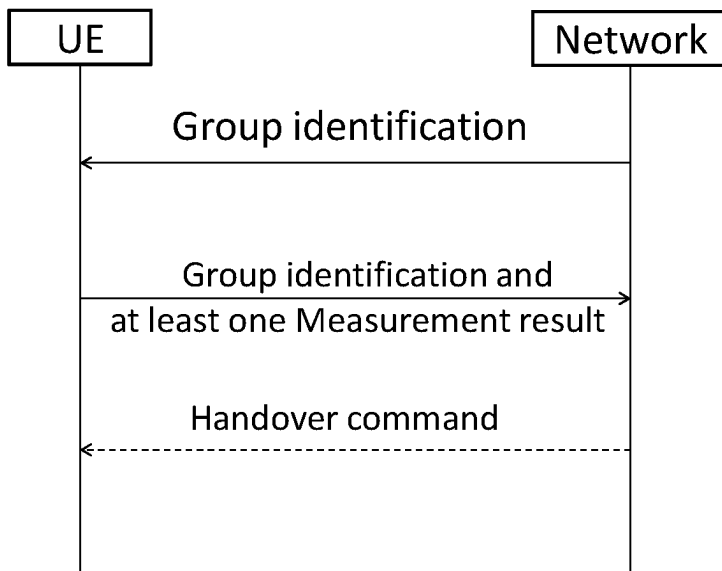 UE
Network
Group identification
Group identification and
at least one Measurement result
Handover command